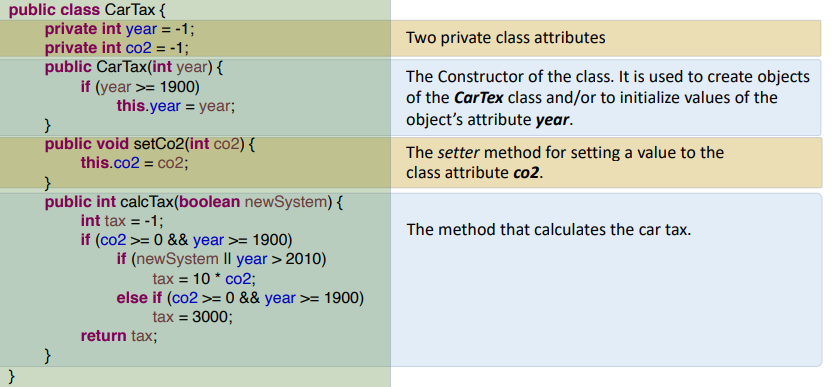 public class CarTax {
private int year = -1;
private int co2 = -1;
Two private class attributes
public CarTax(int year) {
if (year >= 1900)
this.year = year;
}
The Constructor of the class. It is used to create objects
of the CarTex class and/or to initialize values of the
object’s attribute year.
public void setCo2(int co2) {
this.co2 = co2;
}
The setter method for setting a value to the
class attribute co2.
public int calcTax(boolean newSystem) {
int tax = -1;
if (co2 >= 0 && year >= 1900)
if (newSystem || year > 2010)
tax = 10 * co2;
else if (co2 >= 0 && year >= 1900)
tax = 3000;
return tax;
}
The method that calculates the car tax.
}